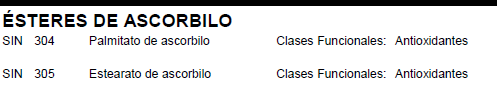 ÉSTERES DE ASCORBILO
SIN 304 Palmitato de ascorbilo Clases Funcionales: Antioxidantes
SIN 305 Estearato de ascorbilo Clases Funcionales: Antioxidantes